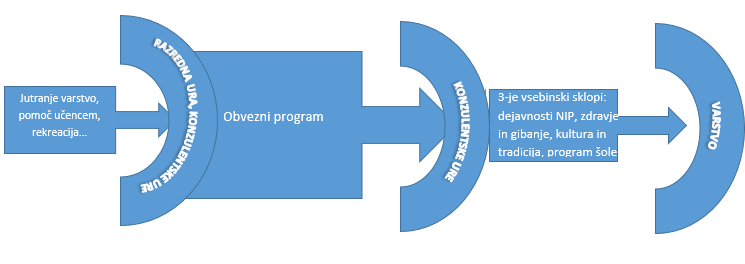 Jutranje varstvo,
pomoč učencem,
rekreacija...
RAZREDNA URA, KONZULENTSKE URE
Obvezni program
KONZULENTSKE URE
3-je vsebinski sklopi:
dejavnosti NIP, zdravje
in gibanje, kultura in
tradicija, program šole
VARSTVO